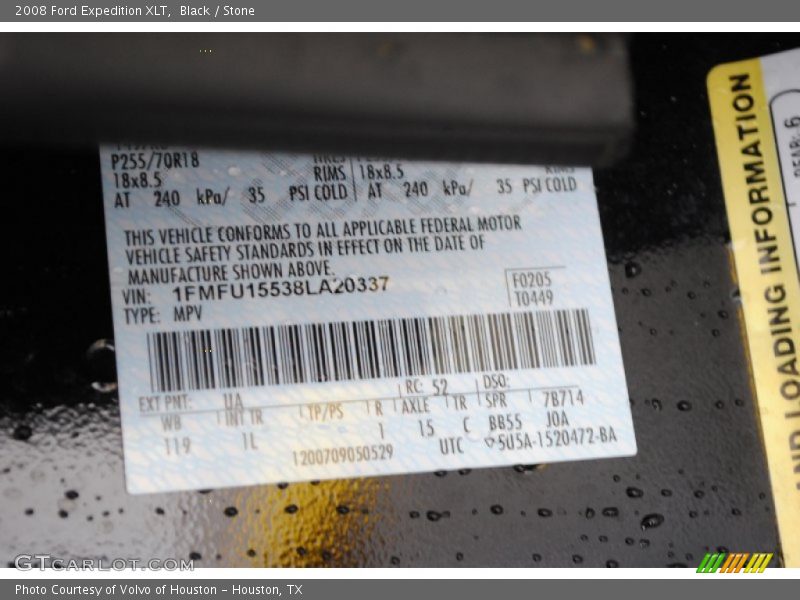 2008 Ford Expedition XLT, Black / Stone
P255/70R18
18x8.5 RIMS 18x8.5 RIMS
AT 240 kPa/ 35 PSI COLD AT 240 kPa/ 35 PSI COLD
THIS VEHICLE CONFORMS TO ALL APPLICABLE FEDERAL MOTOR
VEHICLE SAFETY STANDARDS IN EFFECT ON THE DATE OF
MANUFACTURE SHOWN ABOVE.
VIN: 1FMFU15538LA20337
TYPE: MPV
F0205
T0449
EXT PNT: UA RC: 52 DSO:
WB INT TR TP/PS R AXLE TR SPR 7B714
119 1L 1 15 C BB55 J0A
1200709050529 UTC 5U5A-1520472-BA
ND LOADING INFORMATION
GTCARLOT.COM
Photo Courtesy of Volvo of Houston - Houston, TX